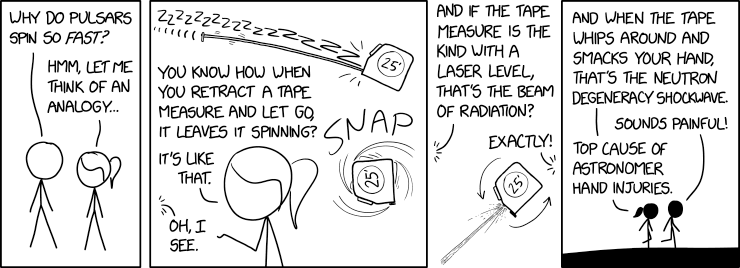 WHY DO PULSARS
SPIN SO FAST?
HMM, LET ME
THINK OF AN
ANALOGY...
ZZZZZZZZZZZZZZZZZZZZ
25'
YOU KNOW HOW WHEN
YOU RETRACT A TAPE
MEASURE AND LET GO,
IT LEAVES IT SPINNING?
SNAP
25'
IT'S LIKE
THAT.
OH, I
SEE.
AND IF THE TAPE
MEASURE IS THE
KIND WITH A
LASER LEVEL,
THAT'S THE BEAM
OF RADIATION?
EXACTLY!
25'
AND WHEN THE TAPE
WHIPS AROUND AND
SMACKS YOUR HAND,
THAT'S THE NEUTRON
DEGENERACY SHOCKWAVE.
SOUNDS PAINFUL!
TOP CAUSE OF
ASTRONOMER
HAND INJURIES.